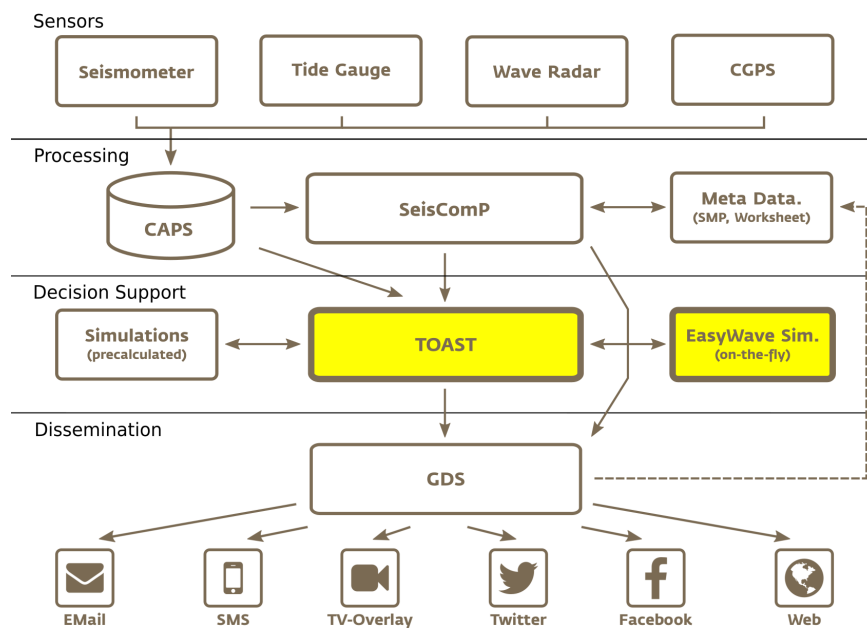 Sensors
Seismometer
Tide Gauge
Wave Radar
CGPS
Processing
CAPS
SeisComP
Meta Data.
(SMP, Worksheet)
Decision Support
Simulations
(precalculated)
TOAST
EasyWave Sim.
(on-the-fly)
Dissemination
GDS
EMail
SMS
TV-Overlay
Twitter
Facebook
Web